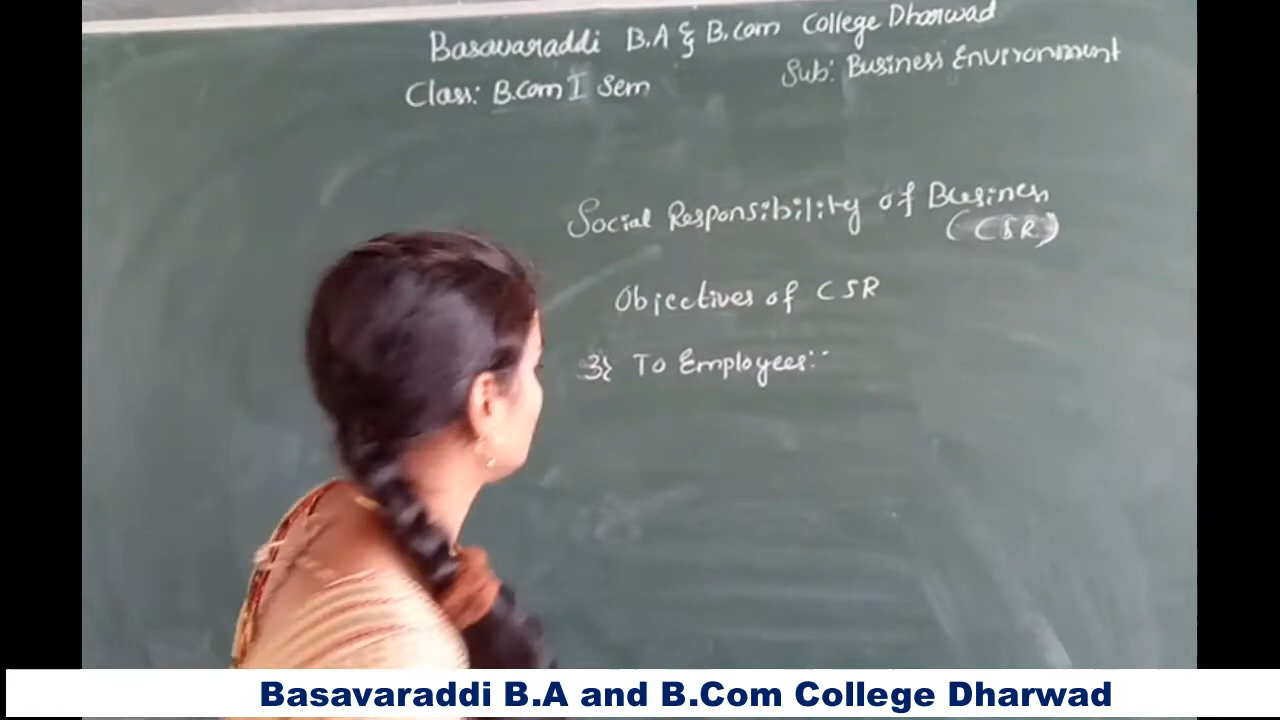 Basavaraddi B.A & B.Com College Dharwad
Class: B.Com I Sem
Sub: Business Environment
Social Responsibility of Business
(CSR)
Objectives of CSR
3} To Employees:-
Basavaraddi B.A and B.Com College Dharwad